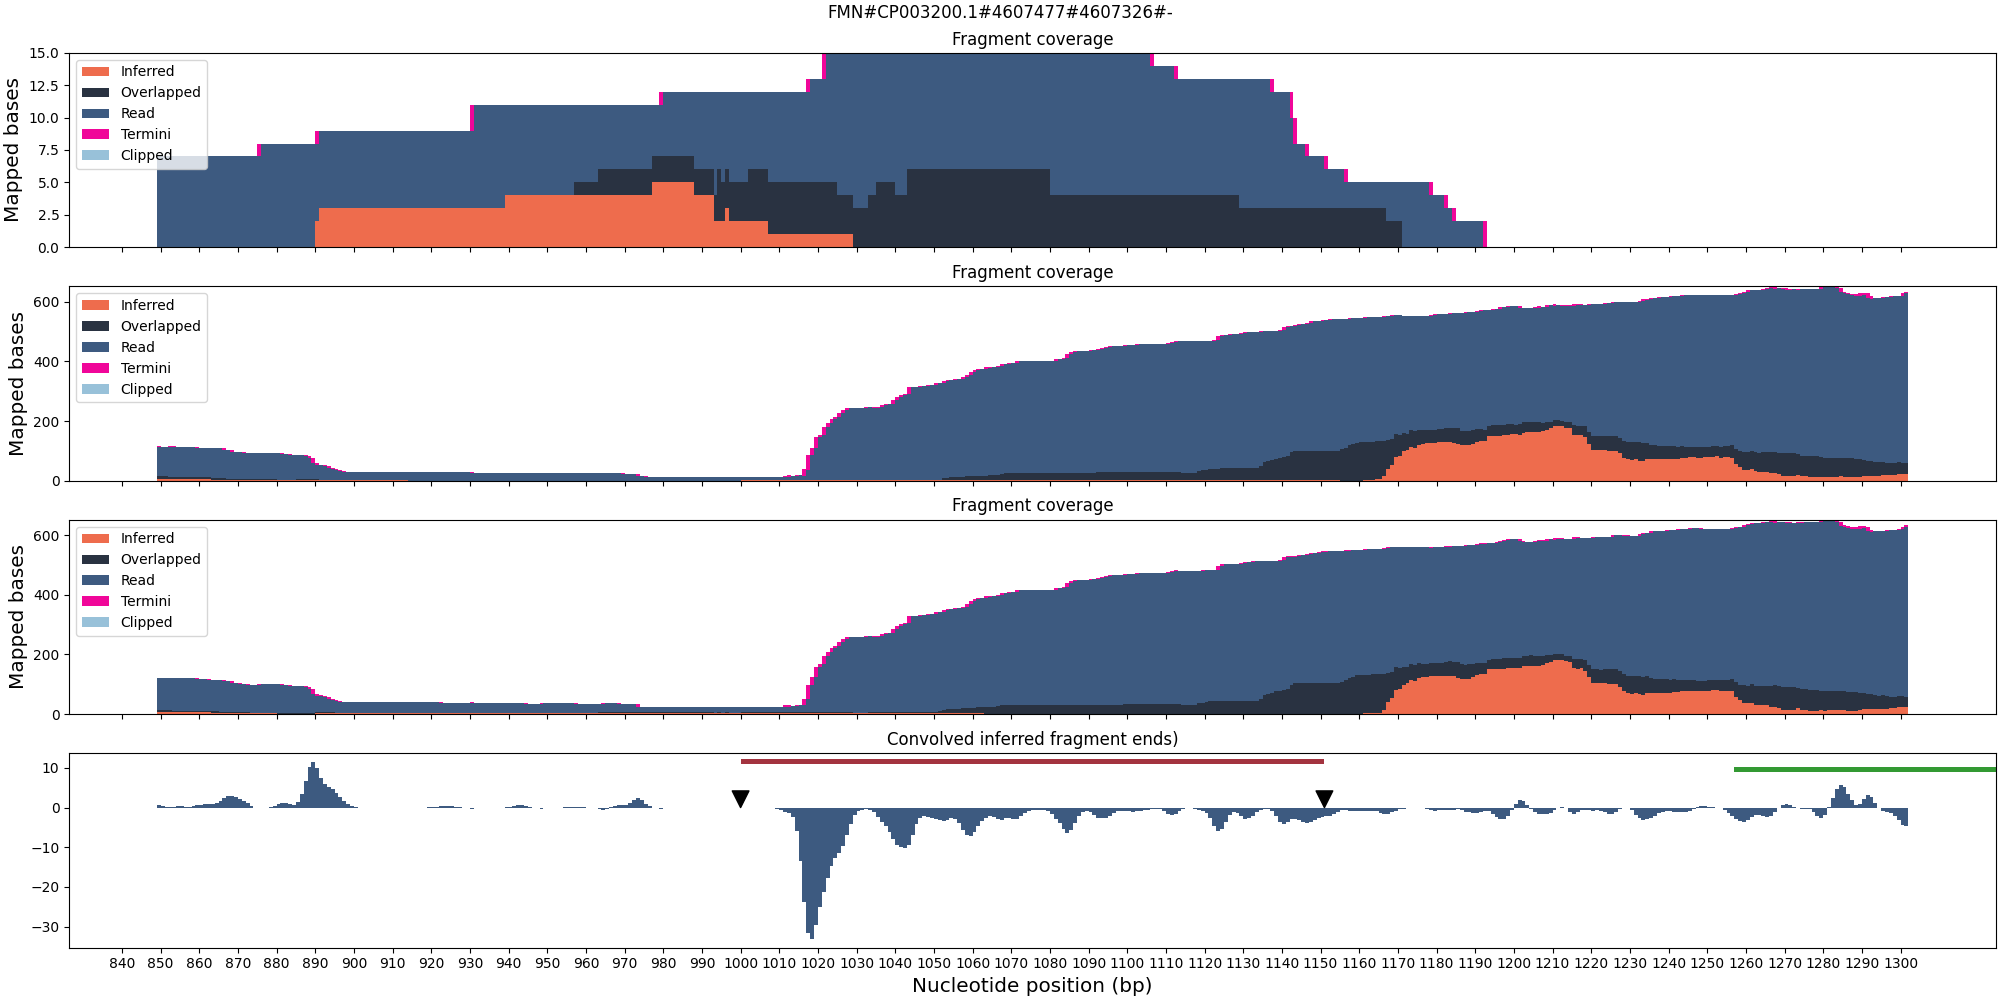 FMN#CP003200.1#4607477#4607326#-
Fragment coverage
Mapped bases
15.0
12.5
10.0
7.5
5.0
2.5
0.0
Inferred
Overlapped
Read
Termini
Clipped
Fragment coverage
Mapped bases
600
400
200
0
Inferred
Overlapped
Read
Termini
Clipped
Fragment coverage
Mapped bases
600
400
200
0
Inferred
Overlapped
Read
Termini
Clipped
Convolved inferred fragment ends)
10
0
−10
−20
−30
840 850 860 870 880 890 900 910 920 930 940 950 960 970 980 990 1000 1010 1020 1030 1040 1050 1060 1070 1080 1090 1100 1110 1120 1130 1140 1150 1160 1170 1180 1190 1200 1210 1220 1230 1240 1250 1260 1270 1280 1290 1300
Nucleotide position (bp)